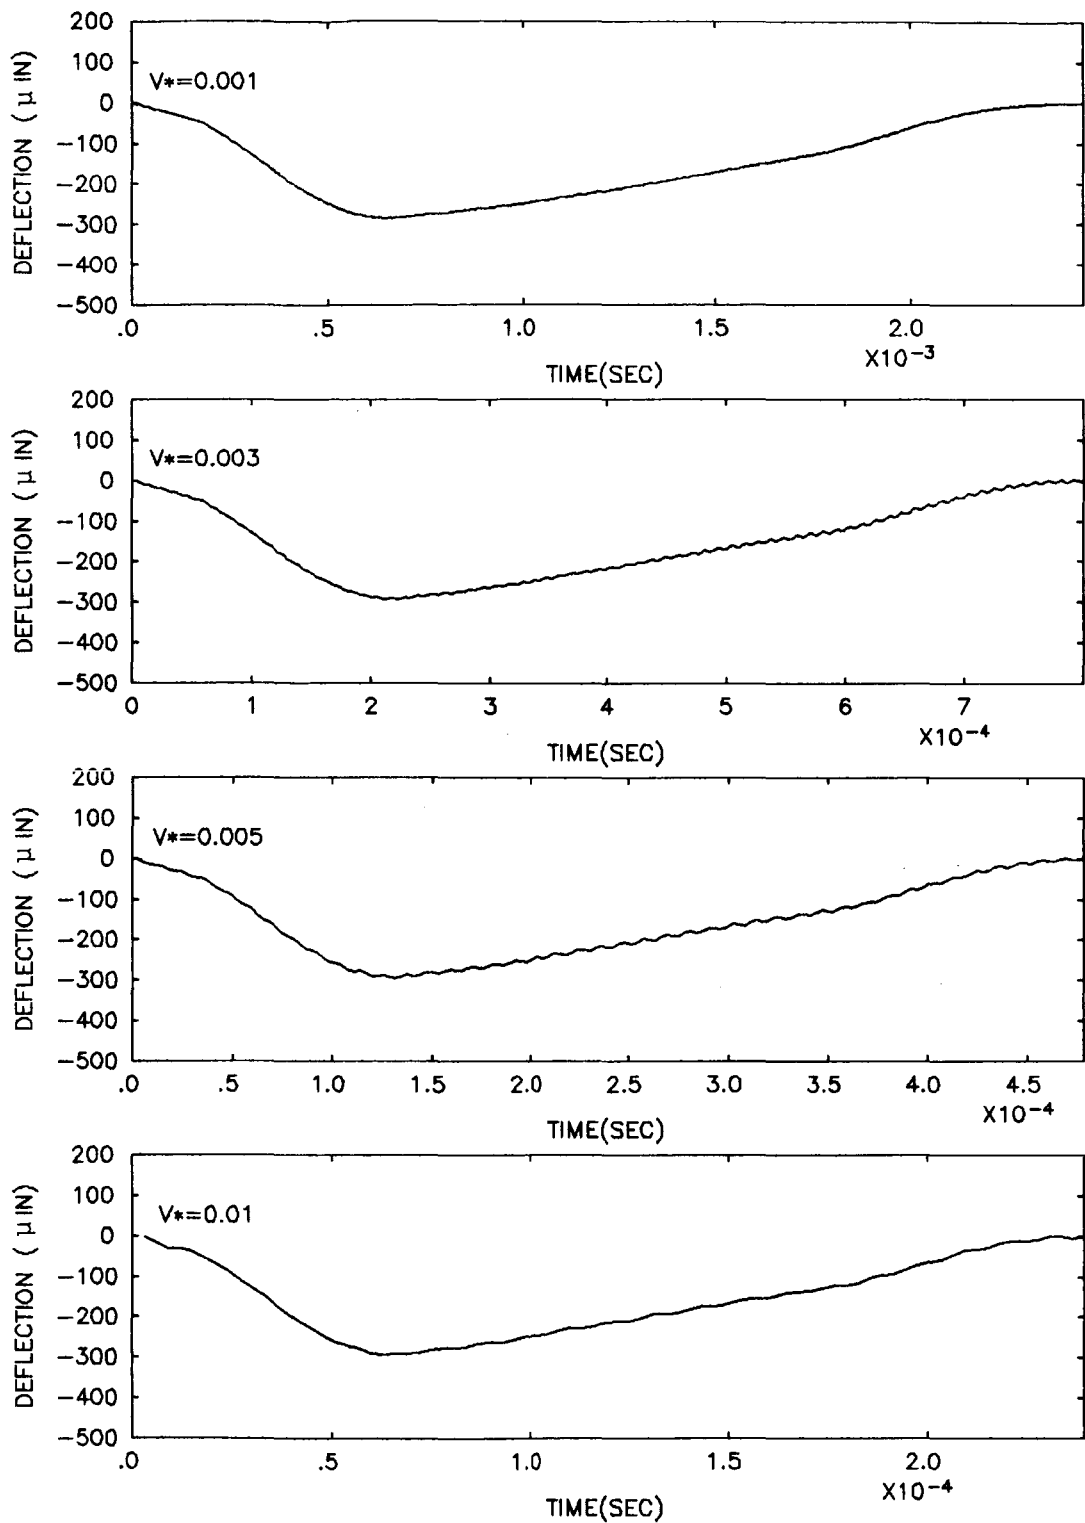 200
100
V*=0.001
0
-100
-200
-300
-400
-500
DEFLECTION ( μ IN)
.0 .5 1.0 1.5 2.0
X10-3
TIME(SEC)
200
100
V*=0.003
0
-100
-200
-300
-400
-500
DEFLECTION ( μ IN)
0 1 2 3 4 5 6 7
X10-4
TIME(SEC)
200
100
V*=0.005
0
-100
-200
-300
-400
-500
DEFLECTION ( μ IN)
.0 .5 1.0 1.5 2.0 2.5 3.0 3.5 4.0 4.5
X10-4
TIME(SEC)
200
100
V*=0.01
0
-100
-200
-300
-400
-500
DEFLECTION ( μ IN)
.0 .5 1.0 1.5 2.0
X10-4
TIME(SEC)